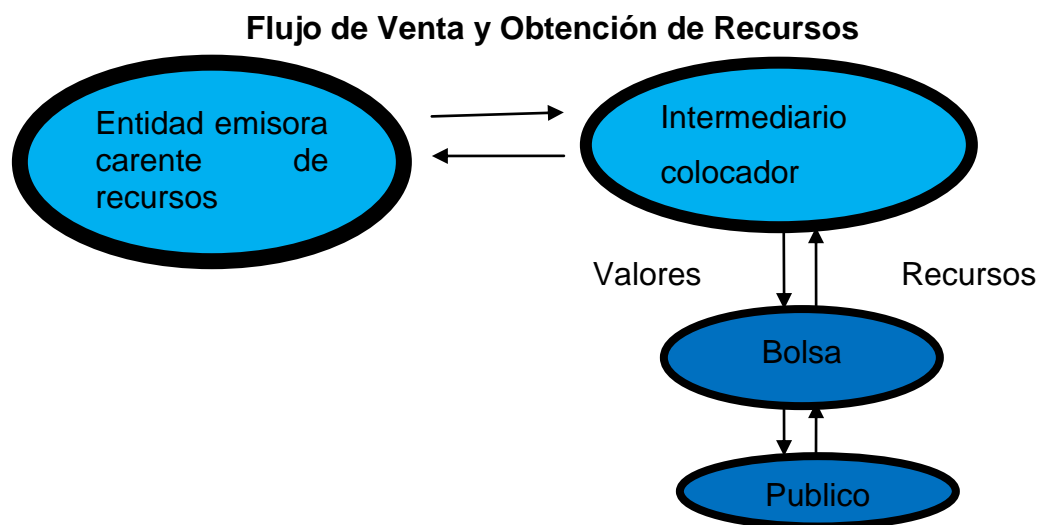 Flujo de Venta y Obtención de Recursos
Entidad emisora
carente de
recursos
Intermediario
colocador
Valores
Recursos
Bolsa
Publico